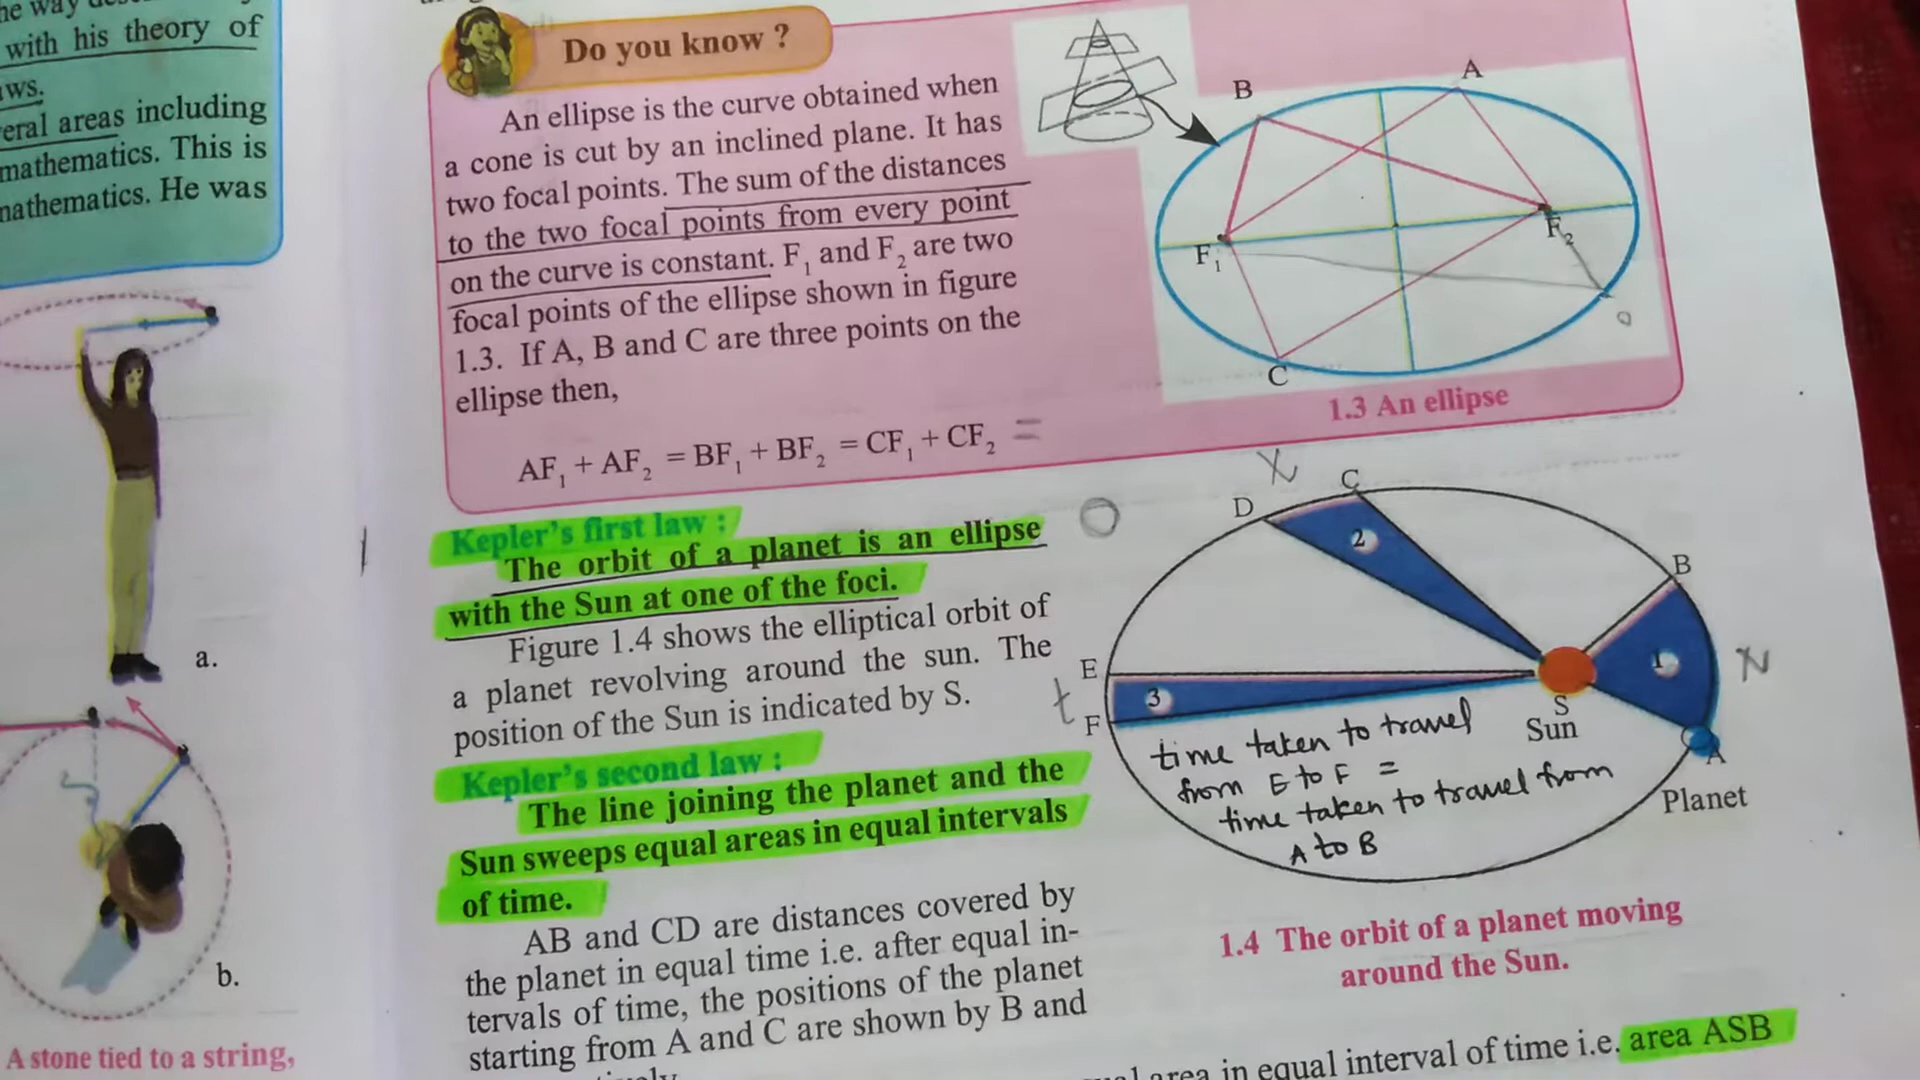 with his theory of
eral areas including
mathematics. This is
mathematics. He was
a.
b.
A stone tied to a string,
Do you know ?
An ellipse is the curve obtained when
a cone is cut by an inclined plane. It has
two focal points. The sum of the distances
to the two focal points from every point
on the curve is constant. F₁ and F₂ are two
focal points of the ellipse shown in figure
1.3. If A, B and C are three points on the
ellipse then,
AF₁ + AF₂ = BF₁ + BF₂ = CF₁ + CF₂ =
B
A
F₁
F₂
C
1.3 An ellipse
Kepler's first law :
The orbit of a planet is an ellipse
with the Sun at one of the foci.
Figure 1.4 shows the elliptical orbit of
a planet revolving around the sun. The
position of the Sun is indicated by S.
Kepler's second law :
The line joining the planet and the
Sun sweeps equal areas in equal intervals
of time.
AB and CD are distances covered by
the planet in equal time i.e. after equal in-
tervals of time, the positions of the planet
starting from A and C are shown by B and
D
C
2
B
E
1
3
F
t
S
Sun
A
Planet
time taken to travel
from E to F =
time taken to travel from
A to B
1.4 The orbit of a planet moving
around the Sun.
area in equal interval of time i.e. area ASB